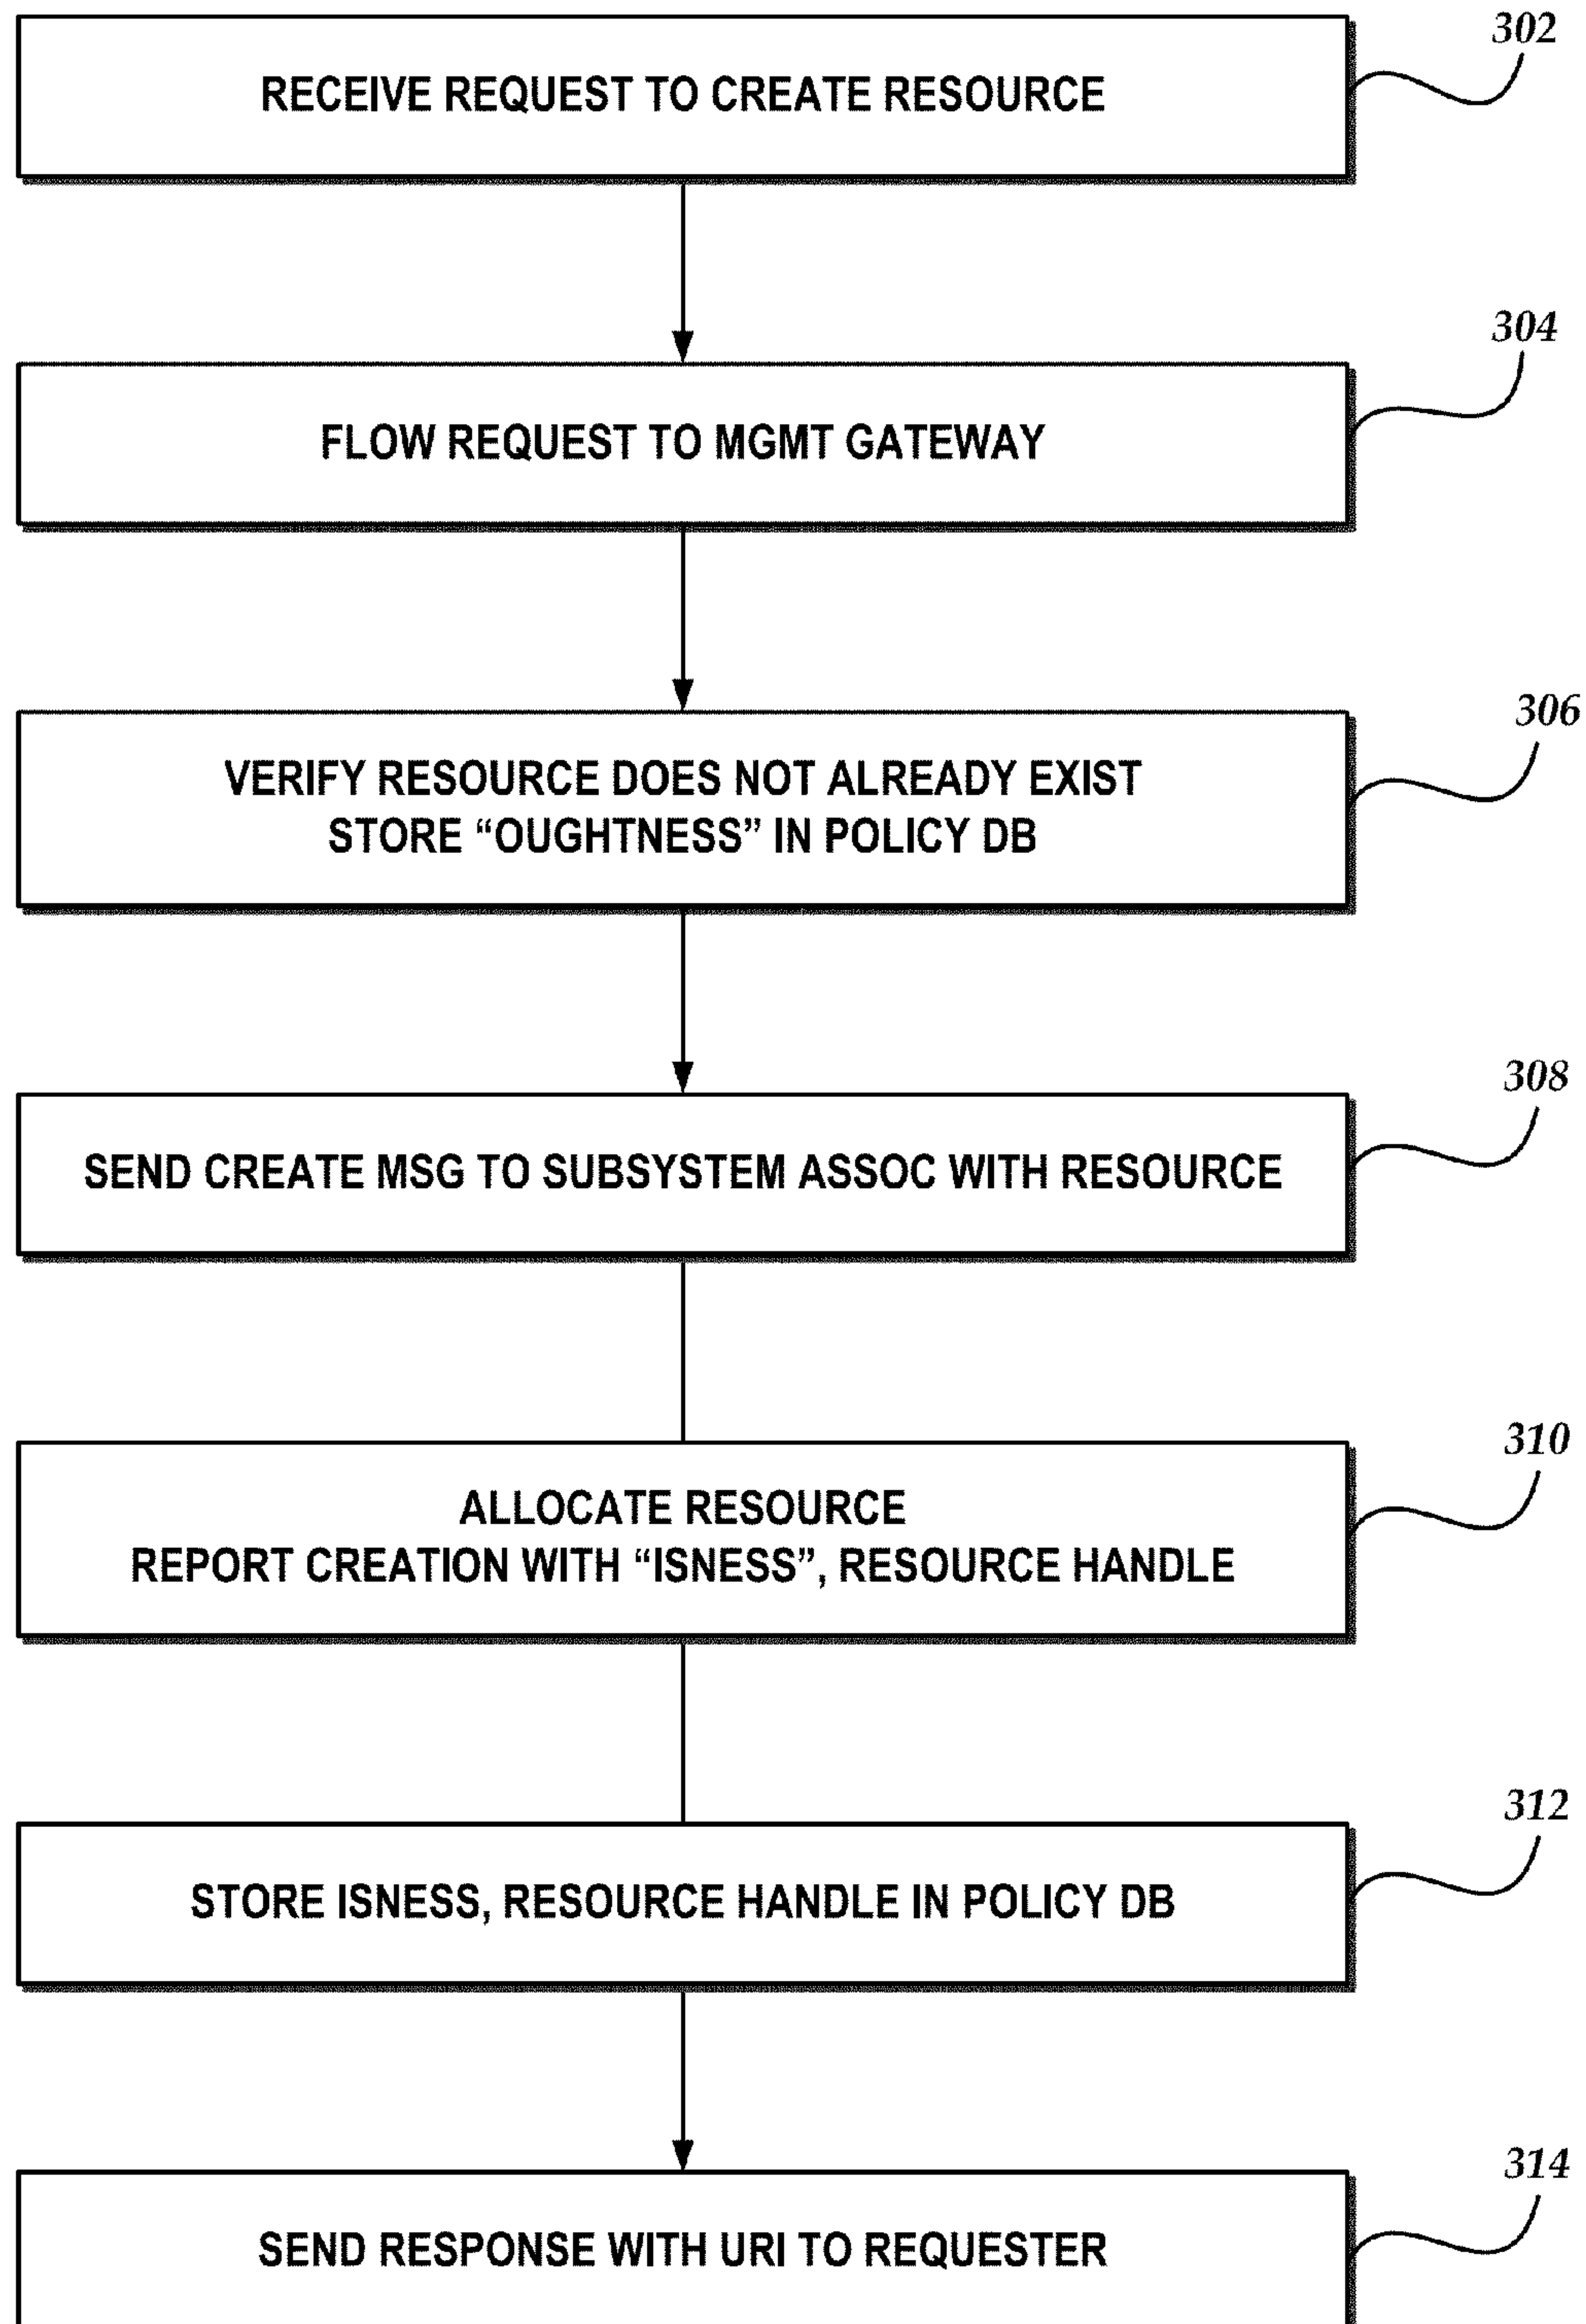 RECEIVE REQUEST TO CREATE RESOURCE
302
FLOW REQUEST TO MGMT GATEWAY
304
VERIFY RESOURCE DOES NOT ALREADY EXIST
STORE “OUGHTNESS” IN POLICY DB
306
SEND CREATE MSG TO SUBSYSTEM ASSOC WITH RESOURCE
308
ALLOCATE RESOURCE
REPORT CREATION WITH “ISNESS”, RESOURCE HANDLE
310
STORE ISNESS, RESOURCE HANDLE IN POLICY DB
312
SEND RESPONSE WITH URI TO REQUESTER
314